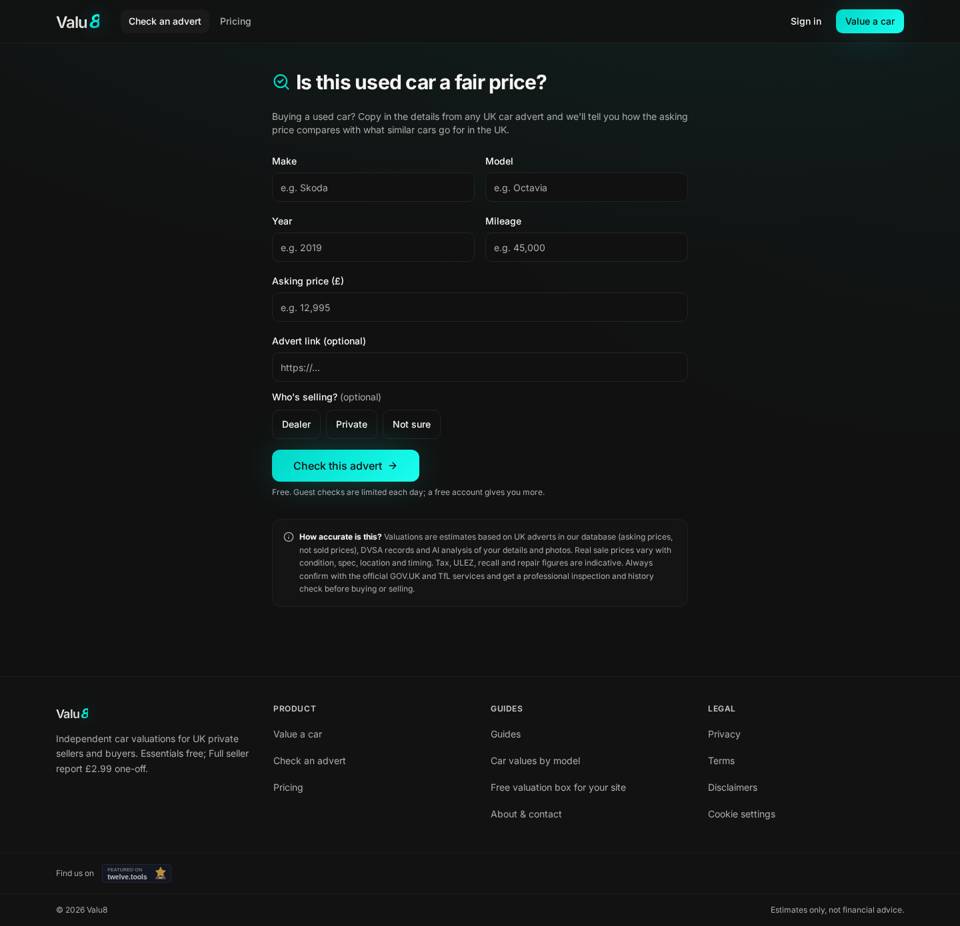 Valu8
Check an advert
Pricing
Sign in
Value a car
Is this used car a fair price?
Buying a used car? Copy in the details from any UK car advert and we'll tell you how the asking
price compares with what similar cars go for in the UK.
Make
Model
e.g. Skoda
e.g. Octavia
Year
Mileage
e.g. 2019
e.g. 45,000
Asking price (£)
e.g. 12,995
Advert link (optional)
https://...
Who's selling? (optional)
Dealer
Private
Not sure
Check this advert →
Free. Guest checks are limited each day; a free account gives you more.
How accurate is this? Valuations are estimates based on UK adverts in our database (asking prices,
not sold prices), DVSA records and AI analysis of your details and photos. Real sale prices vary with
condition, spec, location and timing. Tax, ULEZ, recall and repair figures are indicative. Always
confirm with the official GOV.UK and TfL services and get a professional inspection and history
check before buying or selling.
Valu8
Independent car valuations for UK private
sellers and buyers. Essentials free; Full seller
report £2.99 one-off.
PRODUCT
Value a car
Check an advert
Pricing
GUIDES
Guides
Car values by model
Free valuation box for your site
About & contact
LEGAL
Privacy
Terms
Disclaimers
Cookie settings
Find us on
FEATURED ON
twelve.tools
© 2026 Valu8
Estimates only, not financial advice.